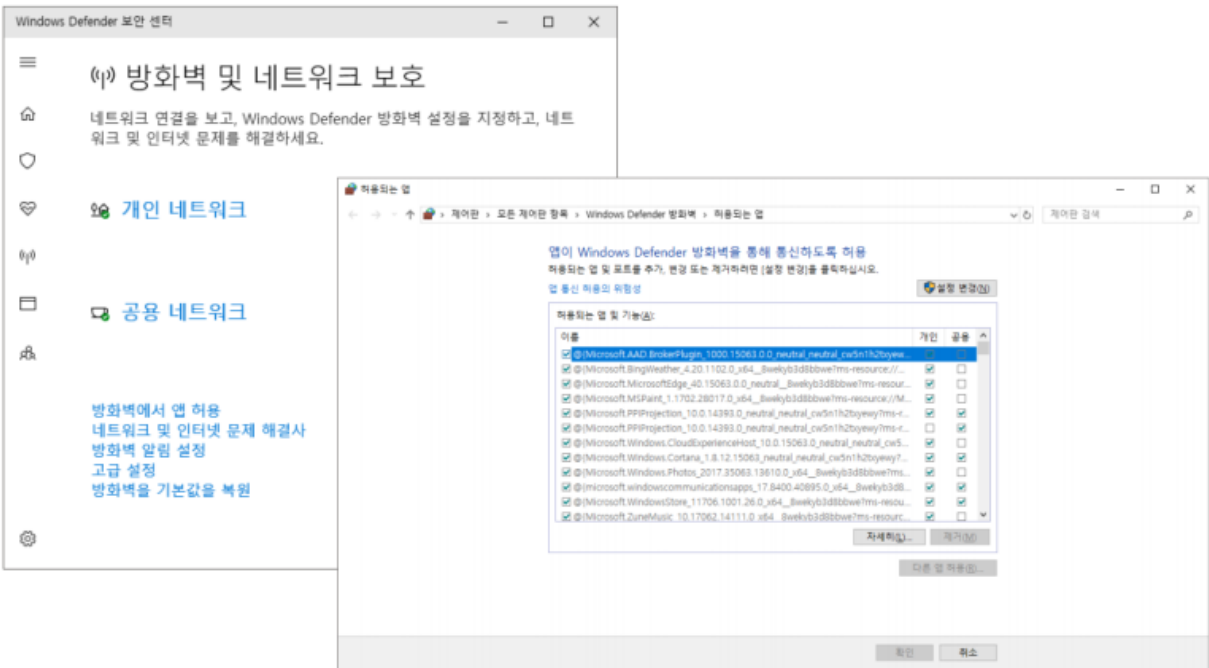 Windows Defender 보안 센터
방화벽 및 네트워크 보호
네트워크 연결을 보고, Windows Defender 방화벽 설정을 지정하고, 네트
워크 및 인터넷 문제를 해결하세요.
개인 네트워크
공용 네트워크
방화벽에서 앱 허용
네트워크 및 인터넷 문제 해결사
방화벽 알림 설정
고급 설정
방화벽을 기본값을 복원
허용되는 앱
제어판 › 모든 제어판 항목 › Windows Defender 방화벽 › 허용되는 앱
제어판 검색
앱이 Windows Defender 방화벽을 통해 통신하도록 허용
허용되는 앱 및 포트를 추가, 변경 또는 제거하려면 [설정 변경]을 클릭하십시오.
앱 통신 허용의 위험성
설정 변경(N)
허용되는 앱 및 기능(A):
이름 개인 공용
@{Microsoft.AAD.BrokerPlugin_1000.15063.0.0_neutral_neutral_cw5n1h2txyew...
@{Microsoft.BingWeather_4.20.1102.0_x64__8wekyb3d8bbwe?ms-resource://...
@{Microsoft.MicrosoftEdge_40.15063.0.0_neutral__8wekyb3d8bbwe?ms-resour...
@{Microsoft.MSPaint_1.1702.28017.0_x64__8wekyb3d8bbwe?ms-resource://M...
@{Microsoft.PPIProjection_10.0.14393.0_neutral_neutral_cw5n1h2txyewy?ms-r...
@{Microsoft.PPIProjection_10.0.14393.0_neutral_neutral_cw5n1h2txyewy?ms-r...
@{Microsoft.Windows.CloudExperienceHost_10.0.15063.0_neutral_neutral_cw5...
@{Microsoft.Windows.Cortana_1.8.12.15063_neutral_neutral_cw5n1h2txyewy?...
@{Microsoft.Windows.Photos_2017.35063.13610.0_x64__8wekyb3d8bbwe?ms...
@{microsoft.windowscommunicationsapps_17.8400.40895.0_x64__8wekyb3d8...
@{Microsoft.WindowsStore_11706.1001.26.0_x64__8wekyb3d8bbwe?ms-resou...
@{Microsoft.ZuneMusic_10.17062.14111.0_x64__8wekyb3d8bbwe?ms-resourc...
자세히(L)... 제거(M)
다른 앱 허용(R)...
확인 취소